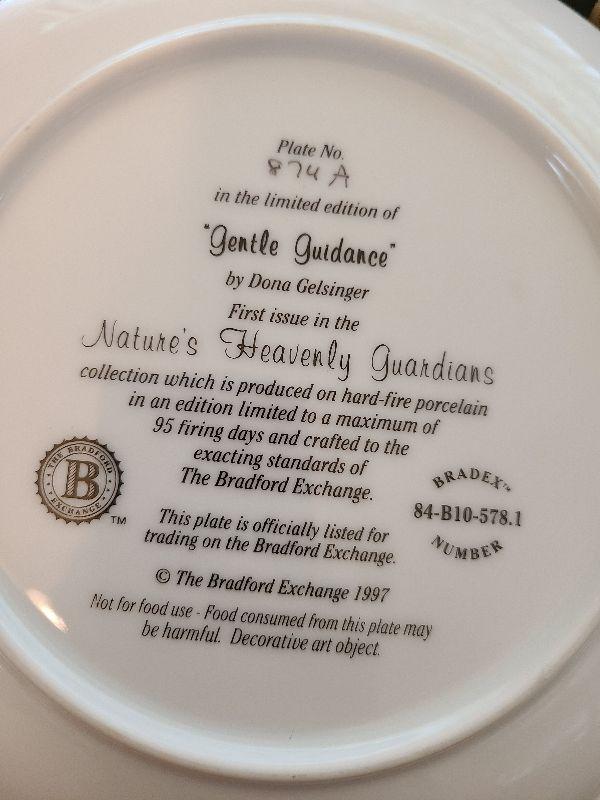 Plate No.
874 A
in the limited edition of
"Gentle Guidance"
by Dona Gelsinger
First issue in the
Nature's Heavenly Guardians
collection which is produced on hard-fire porcelain
in an edition limited to a maximum of
95 firing days and crafted to the
exacting standards of
The Bradford Exchange.
THE BRADFORD
B
EXCHANGE
TM
BRADEX™
84-B10-578.1
NUMBER
This plate is officially listed for
trading on the Bradford Exchange.
© The Bradford Exchange 1997
Not for food use - Food consumed from this plate may
be harmful. Decorative art object.